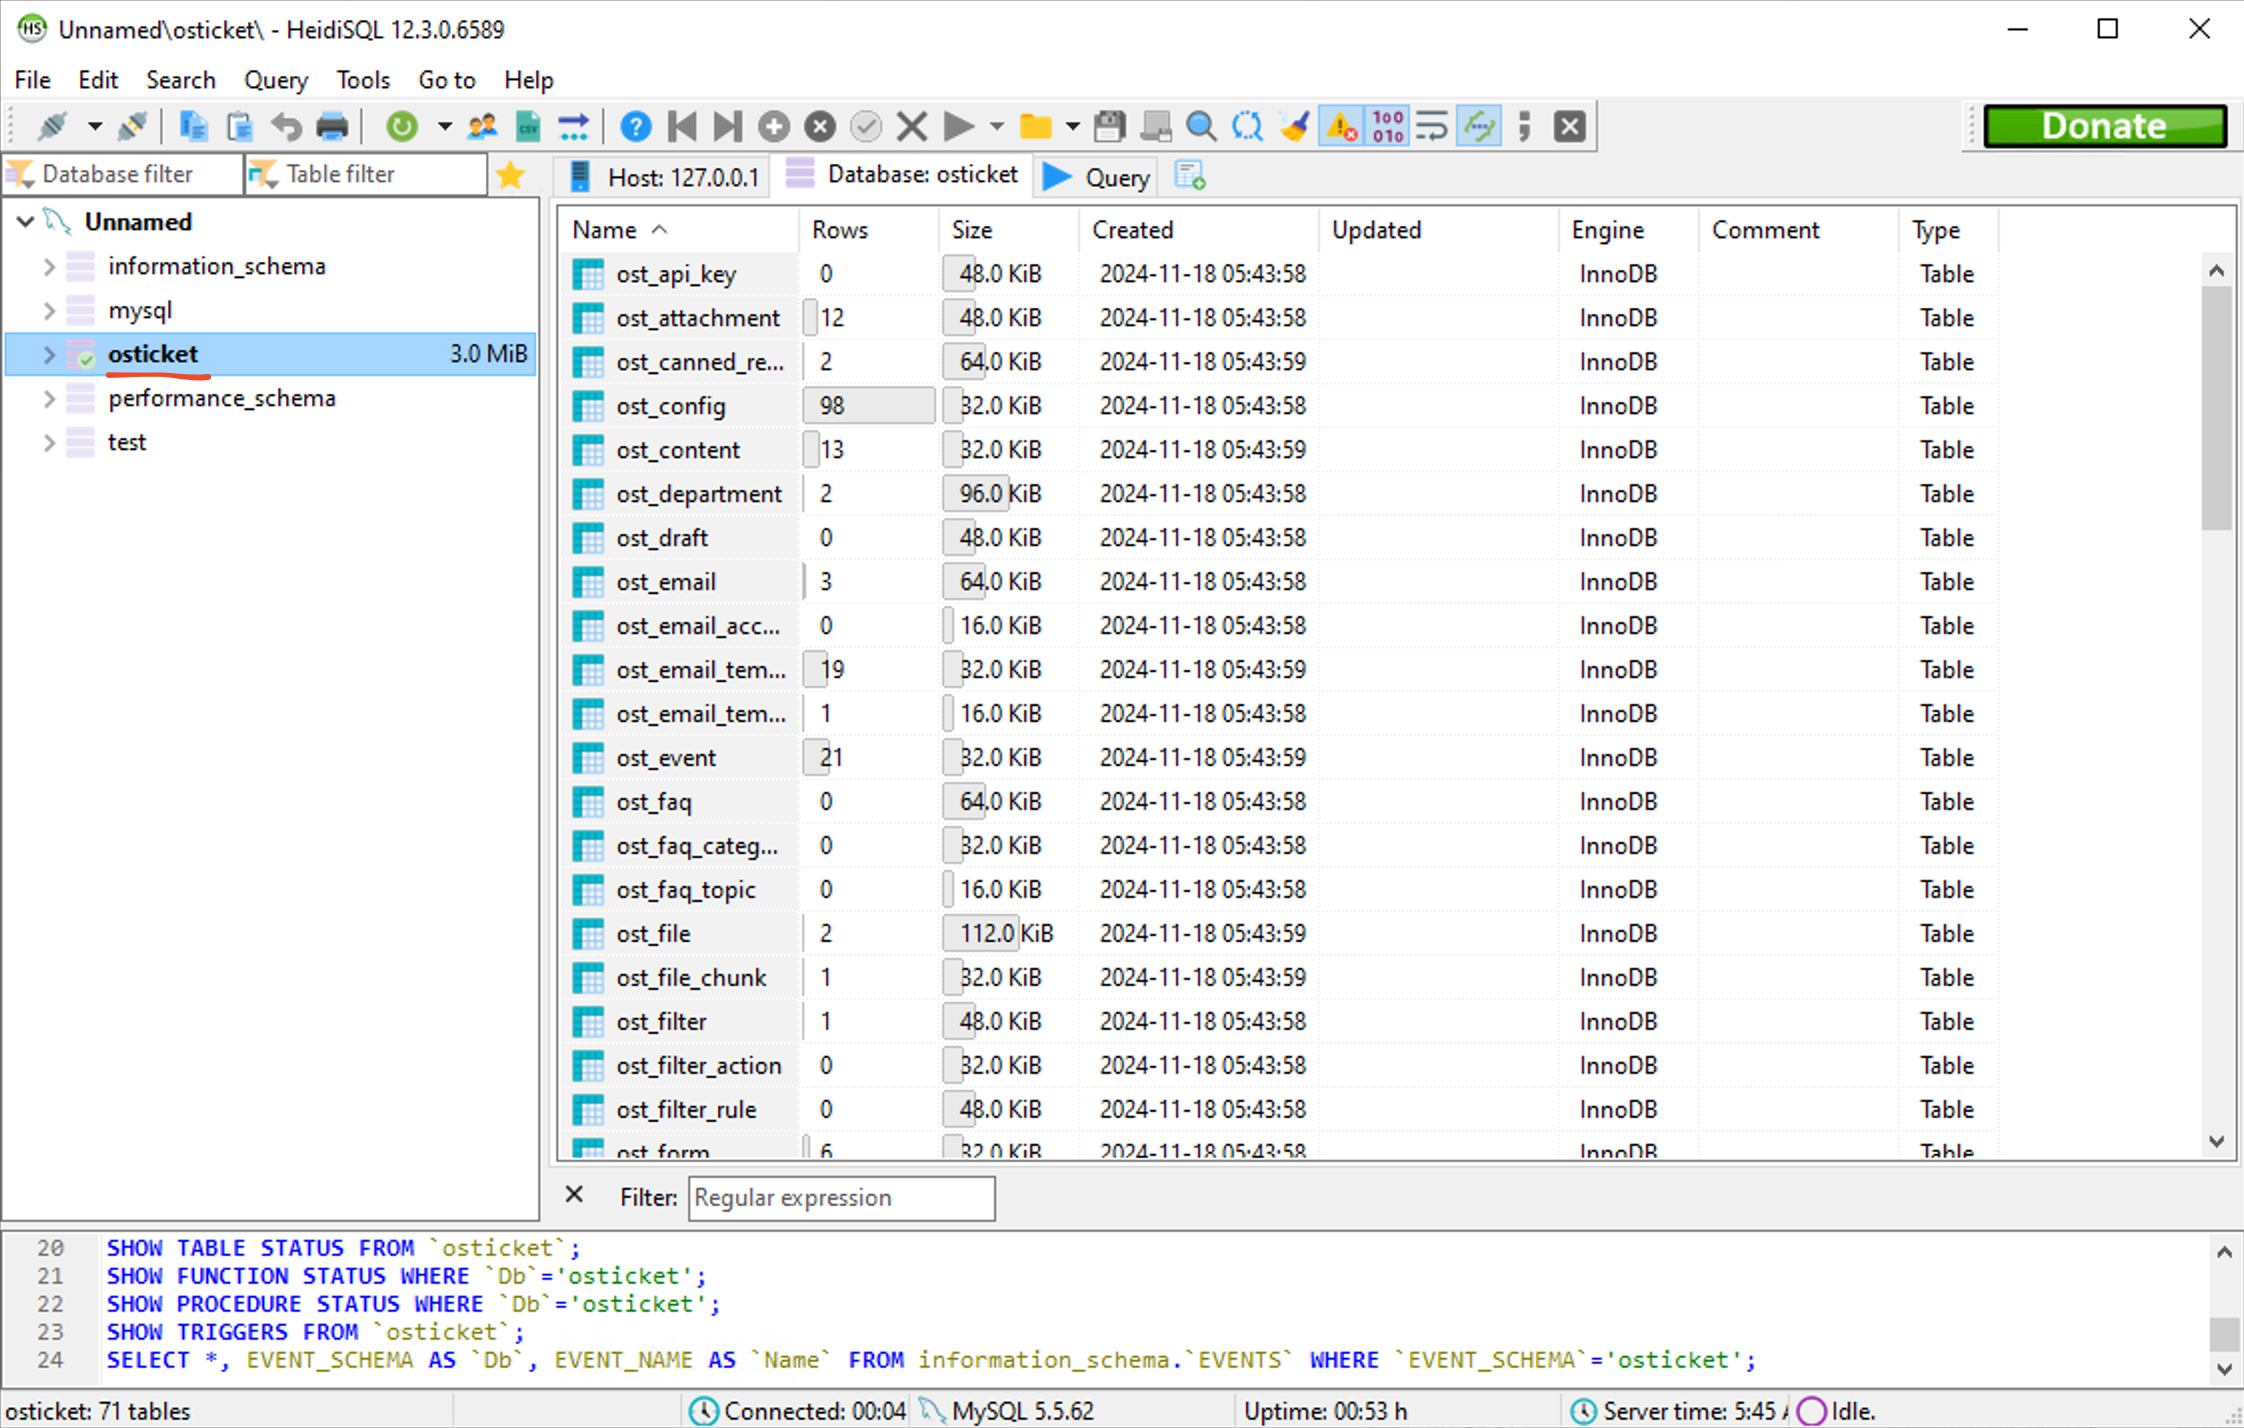 Unnamed\osticket\ - HeidiSQL 12.3.0.6589
File Edit Search Query Tools Go to Help
Donate
Database filter Table filter Host: 127.0.0.1 Database: osticket Query
Unnamed
information_schema
mysql
osticket 3.0 MiB
performance_schema
test
Name Rows Size Created Updated Engine Comment Type
ost_api_key 0 48.0 KiB 2024-11-18 05:43:58 InnoDB Table
ost_attachment 12 48.0 KiB 2024-11-18 05:43:58 InnoDB Table
ost_canned_re... 2 64.0 KiB 2024-11-18 05:43:59 InnoDB Table
ost_config 98 32.0 KiB 2024-11-18 05:43:58 InnoDB Table
ost_content 13 32.0 KiB 2024-11-18 05:43:59 InnoDB Table
ost_department 2 96.0 KiB 2024-11-18 05:43:58 InnoDB Table
ost_draft 0 48.0 KiB 2024-11-18 05:43:58 InnoDB Table
ost_email 3 64.0 KiB 2024-11-18 05:43:58 InnoDB Table
ost_email_acc... 0 16.0 KiB 2024-11-18 05:43:58 InnoDB Table
ost_email_tem... 19 32.0 KiB 2024-11-18 05:43:59 InnoDB Table
ost_email_tem... 1 16.0 KiB 2024-11-18 05:43:58 InnoDB Table
ost_event 21 32.0 KiB 2024-11-18 05:43:59 InnoDB Table
ost_faq 0 64.0 KiB 2024-11-18 05:43:58 InnoDB Table
ost_faq_categ... 0 32.0 KiB 2024-11-18 05:43:58 InnoDB Table
ost_faq_topic 0 16.0 KiB 2024-11-18 05:43:58 InnoDB Table
ost_file 2 112.0 KiB 2024-11-18 05:43:59 InnoDB Table
ost_file_chunk 1 32.0 KiB 2024-11-18 05:43:59 InnoDB Table
ost_filter 1 48.0 KiB 2024-11-18 05:43:58 InnoDB Table
ost_filter_action 0 32.0 KiB 2024-11-18 05:43:58 InnoDB Table
ost_filter_rule 0 48.0 KiB 2024-11-18 05:43:58 InnoDB Table
ost_form 6 32.0 KiB 2024-11-18 05:43:58 InnoDB Table
Filter: Regular expression
20 SHOW TABLE STATUS FROM `osticket`;
21 SHOW FUNCTION STATUS WHERE `Db`='osticket';
22 SHOW PROCEDURE STATUS WHERE `Db`='osticket';
23 SHOW TRIGGERS FROM `osticket`;
24 SELECT *, EVENT_SCHEMA AS `Db`, EVENT_NAME AS `Name` FROM information_schema.`EVENTS` WHERE `EVENT_SCHEMA`='osticket';
osticket: 71 tables Connected: 00:04 MySQL 5.5.62 Uptime: 00:53 h Server time: 5:45 Idle.